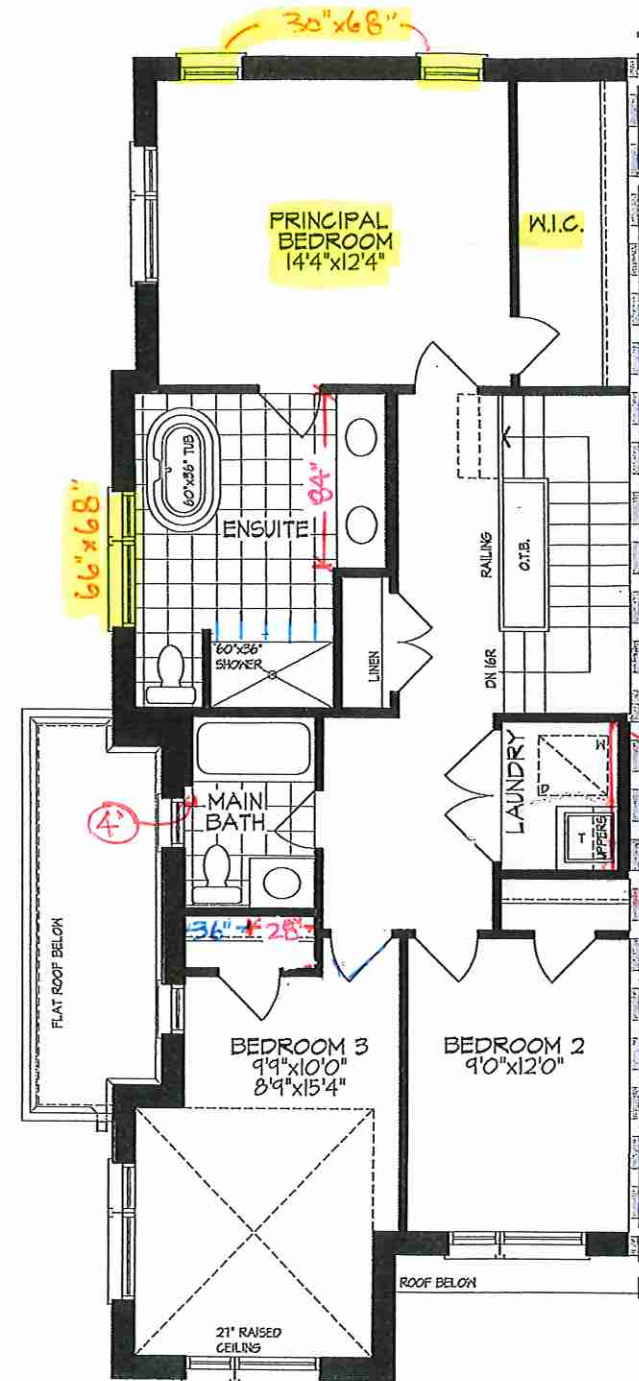 30"x68"
PRINCIPAL
BEDROOM
14'4"x12'4"
W.I.C.
66"x68"
60"x36" TUB
84"
ENSUITE
RAILING
O.T.B.
60"x36"
SHOWER
LINEN
DN 16R
4'
MAIN
BATH
LAUNDRY
W
D
T
UPPERS
FLAT ROOF BELOW
36"
28"
BEDROOM 3
9'9"x10'0"
8'9"x15'4"
BEDROOM 2
9'0"x12'0"
ROOF BELOW
21" RAISED
CEILING